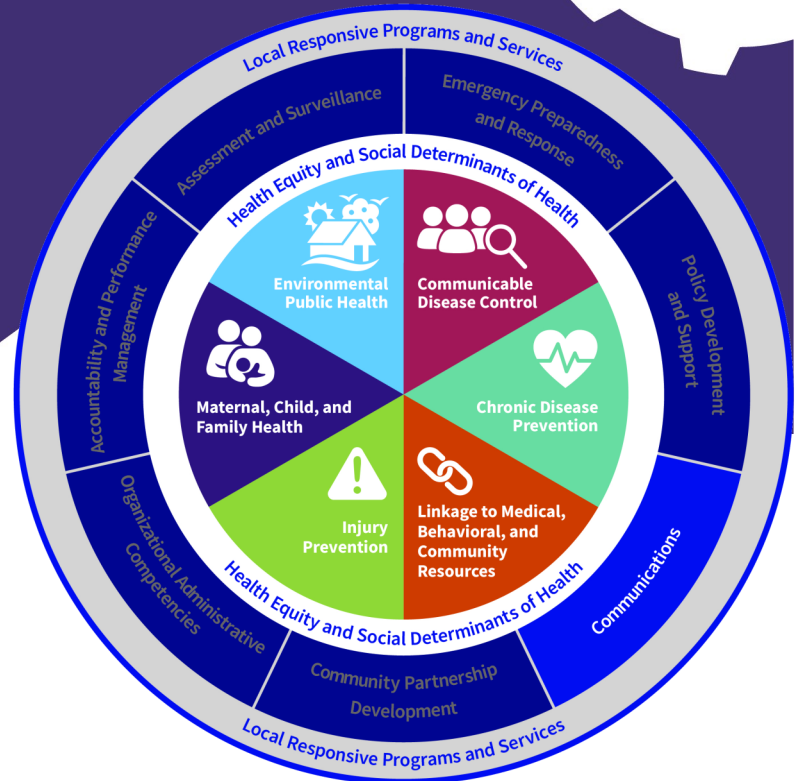 Local Responsive Programs and Services
Assessment and Surveillance
Emergency Preparedness
and Response
Health Equity and Social Determinants of Health
Accountability and Performance
Management
Policy Development
and Support
Environmental
Public Health
Communicable
Disease Control
Maternal, Child, and
Family Health
Chronic Disease
Prevention
Injury
Prevention
Linkage to Medical,
Behavioral, and
Community
Resources
Organizational Administrative
Competencies
Communications
Health Equity and Social Determinants of Health
Community Partnership
Development
Local Responsive Programs and Services